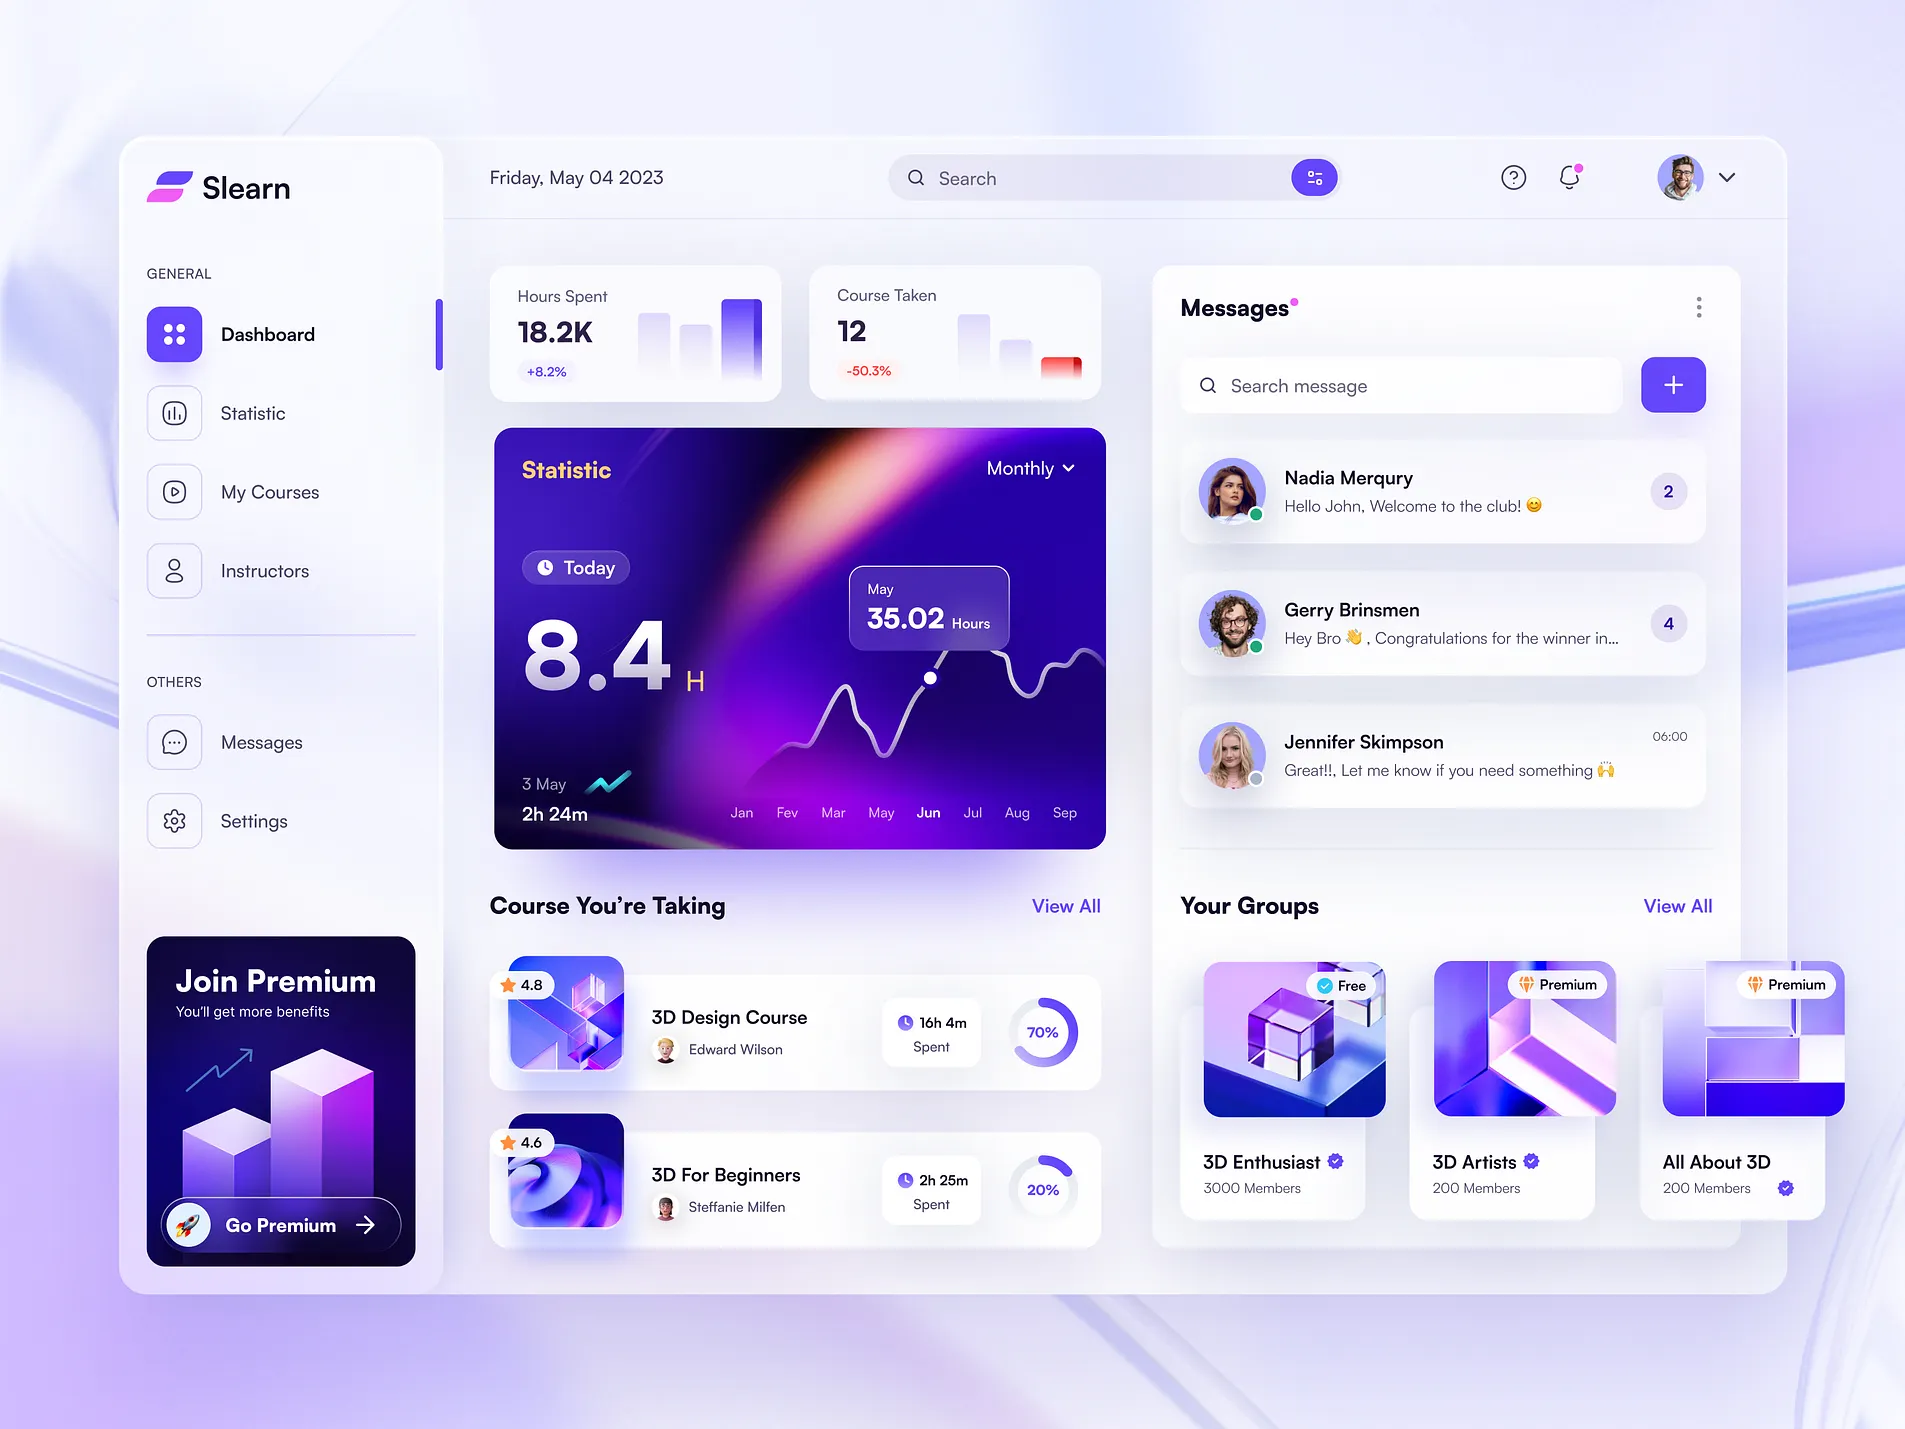 Slearn
GENERAL
Dashboard
Statistic
My Courses
Instructors
OTHERS
Messages
Settings
Join Premium
You'll get more benefits
🚀 Go Premium →
Friday, May 04 2023
Search
Hours Spent
18.2K
+8.2%
Course Taken
12
-50.3%
Statistic
Monthly
Today
8.4 H
May
35.02 Hours
3 May
2h 24m
Jan Fev Mar May Jun Jul Aug Sep
Course You're Taking
View All
4.8
3D Design Course
Edward Wilson
16h 4m
Spent
70%
4.6
3D For Beginners
Steffanie Milfen
2h 25m
Spent
20%
Messages
Search message
Nadia Merqury
Hello John, Welcome to the club! 😊
2
Gerry Brinsmen
Hey Bro 👋 , Congratulations for the winner in...
4
Jennifer Skimpson
06:00
Great!!, Let me know if you need something 🙌
Your Groups
View All
Free
3D Enthusiast
3000 Members
Premium
3D Artists
200 Members
Premium
All About 3D
200 Members